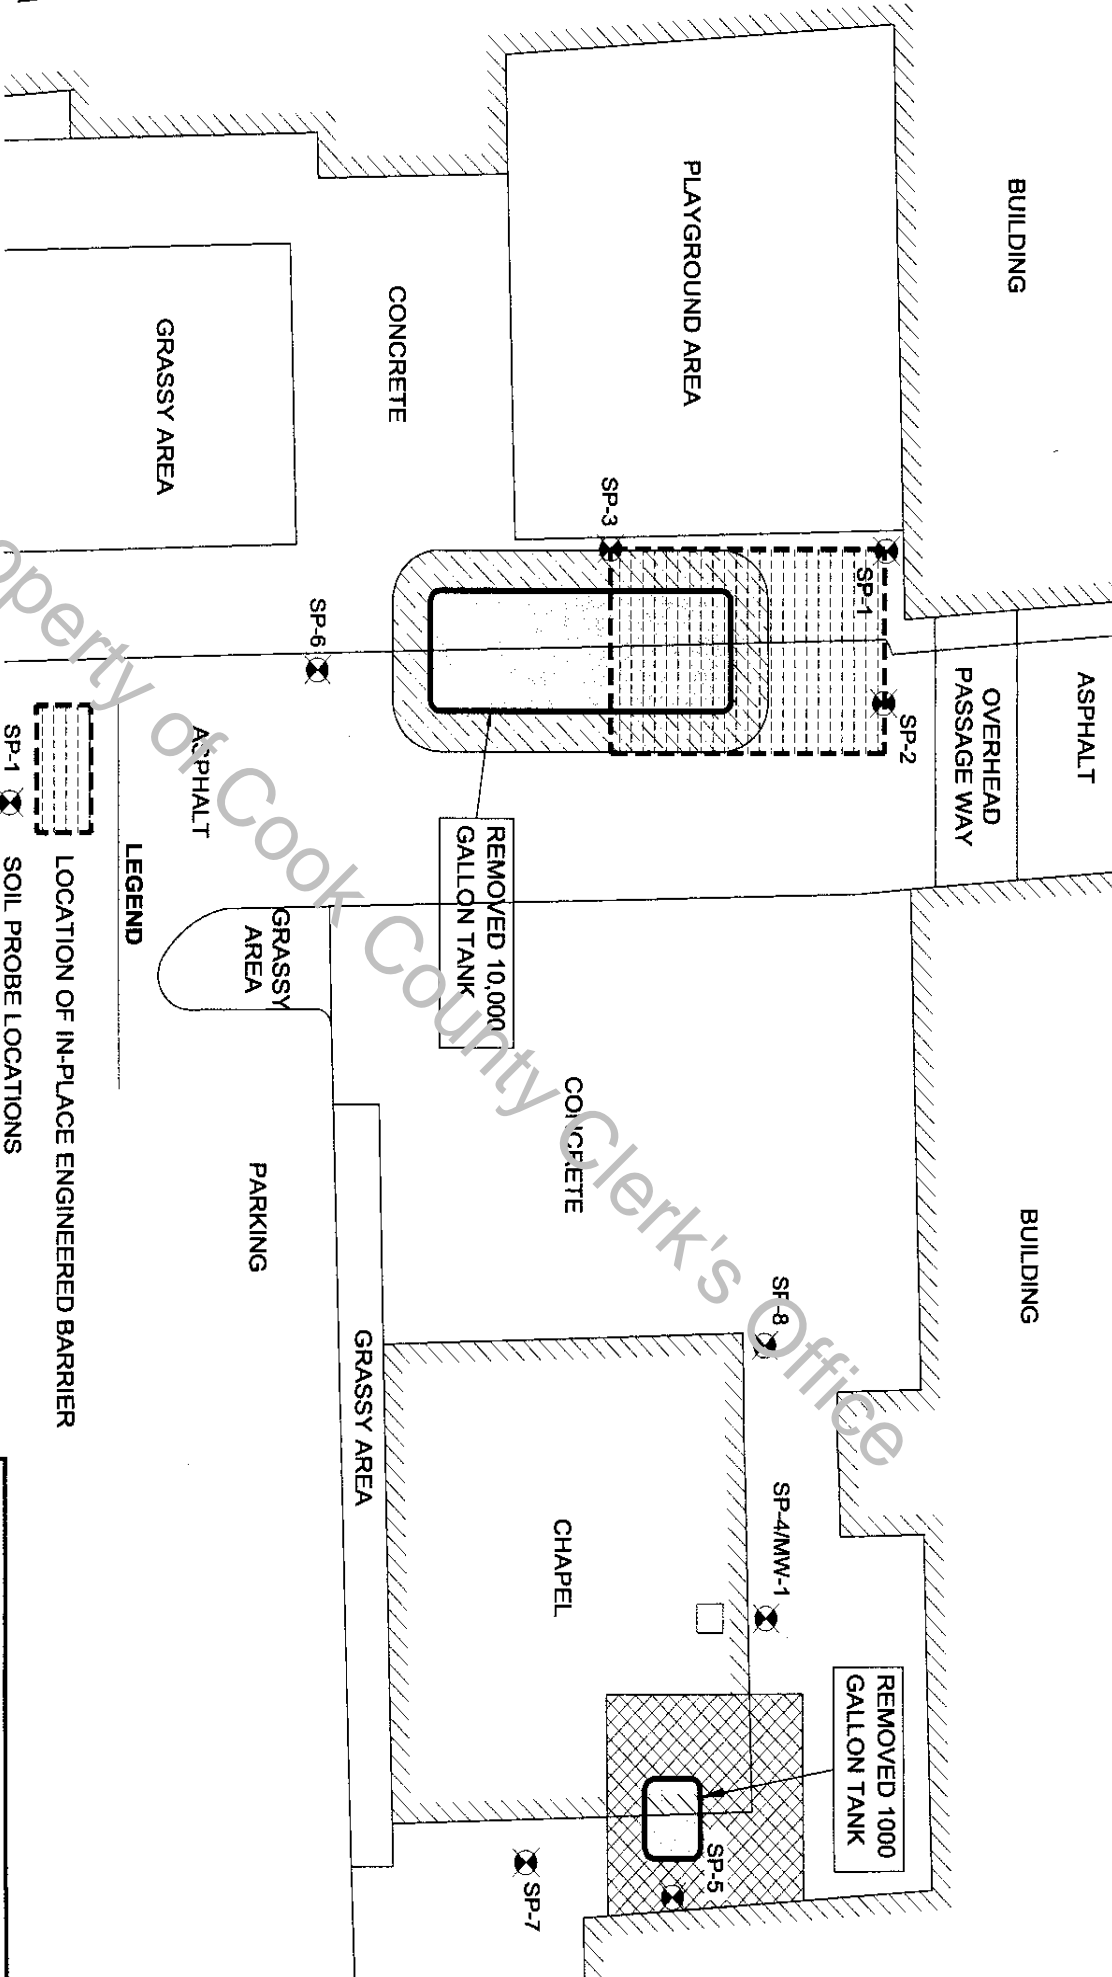 BUILDING
PLAYGROUND AREA
CONCRETE
GRASSY AREA
SP-3
SP-1
SP-2
SP-6
OVERHEAD
PASSAGE WAY
ASPHALT
ASPHALT
REMOVED 10,000
GALLON TANK
GRASSY
AREA
CONCRETE
PARKING
BUILDING
SP-8
GRASSY AREA
CHAPEL
SP-4/MW-1
REMOVED 1000
GALLON TANK
SP-5
SP-7
LEGEND
LOCATION OF IN-PLACE ENGINEERED BARRIER
SP-1 SOIL PROBE LOCATIONS
operty of Cook County Clerk's Office